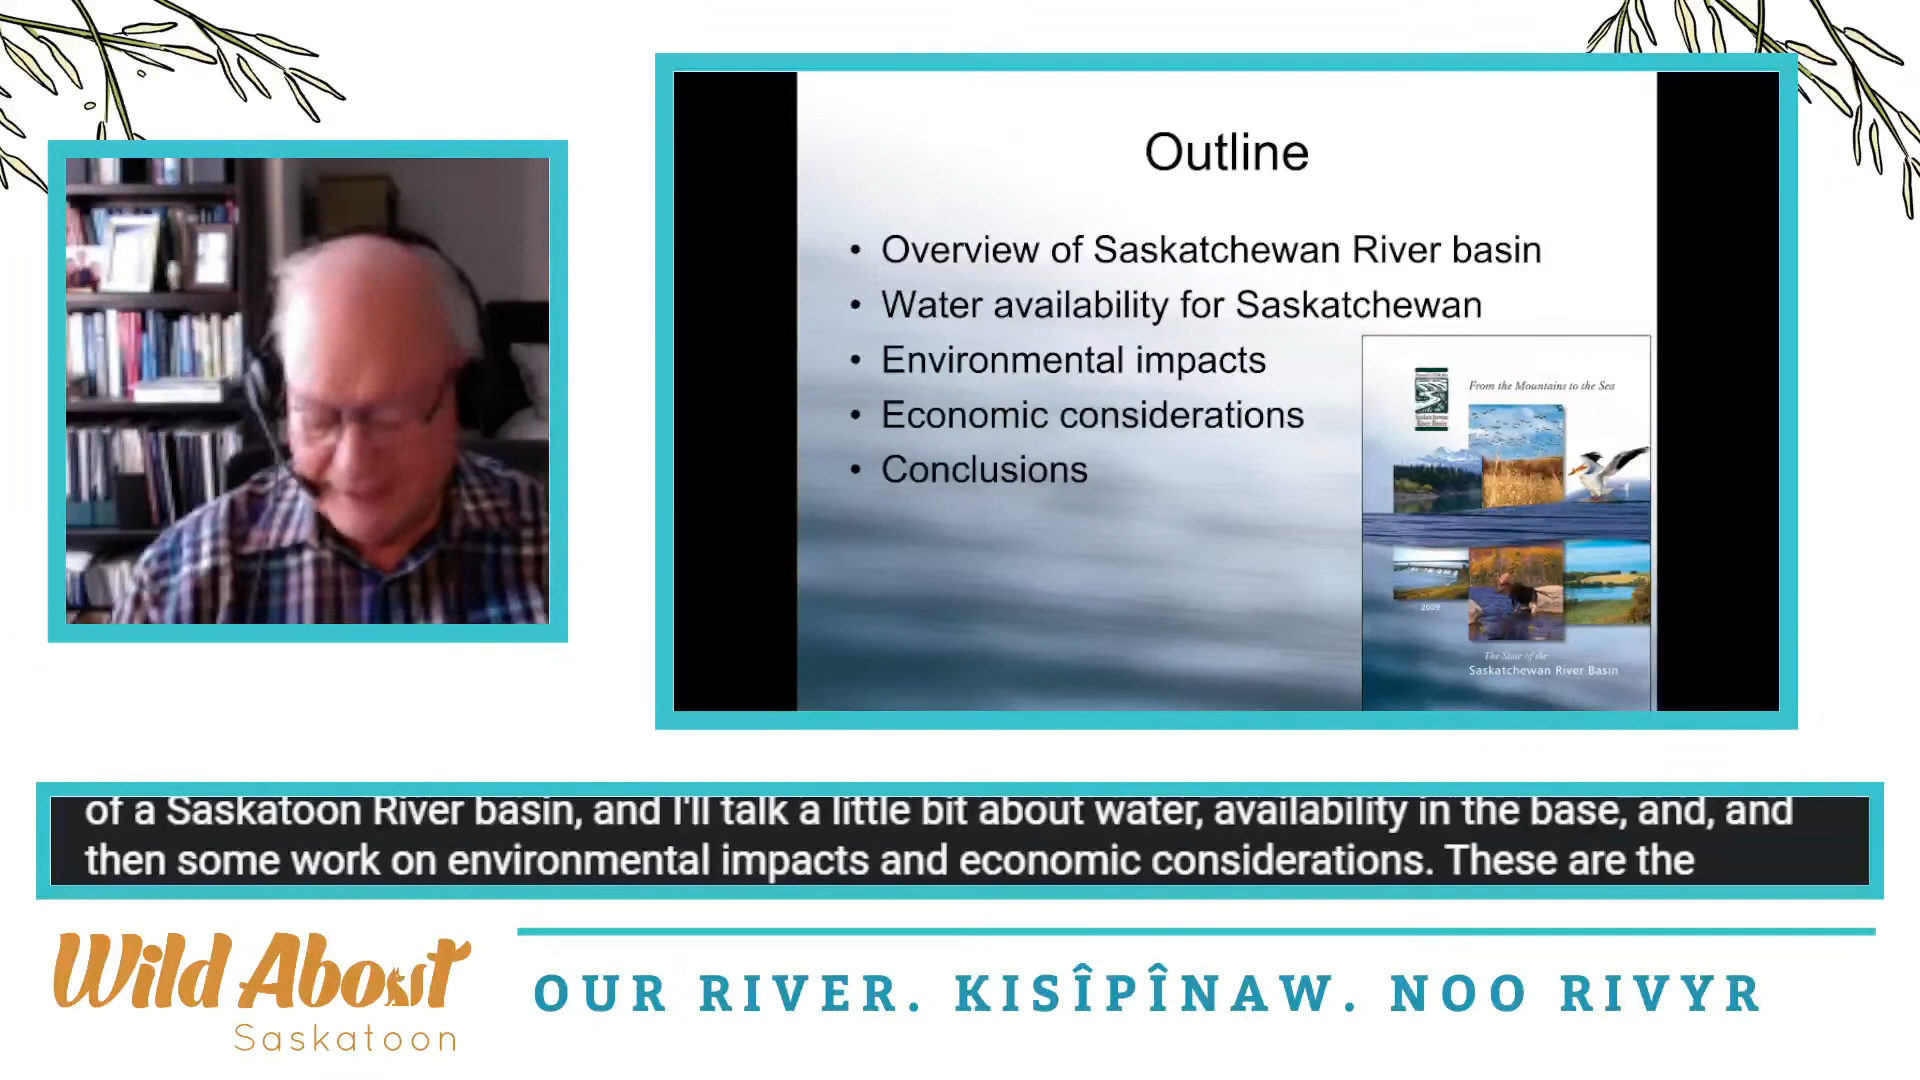 Outline
• Overview of Saskatchewan River basin
• Water availability for Saskatchewan
• Environmental impacts
• Economic considerations
• Conclusions
From the Mountains to the Sea
2009
The State of the
Saskatchewan River Basin
of a Saskatoon River basin, and I'll talk a little bit about water, availability in the base, and, and
then some work on environmental impacts and economic considerations. These are the
Wild About
Saskatoon
OUR RIVER. KISÎPÎNAW. NOO RIVYR